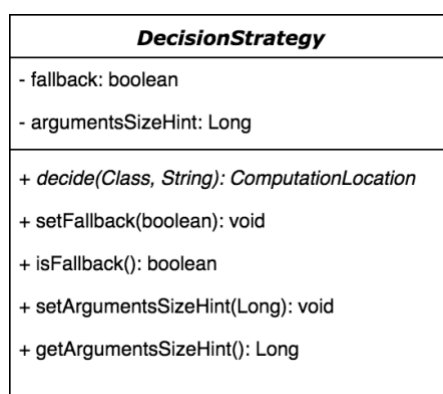 DecisionStrategy
- fallback: boolean
- argumentsSizeHint: Long
+ decide(Class, String): ComputationLocation
+ setFallback(boolean): void
+ isFallback(): boolean
+ setArgumentsSizeHint(Long): void
+ getArgumentsSizeHint(): Long